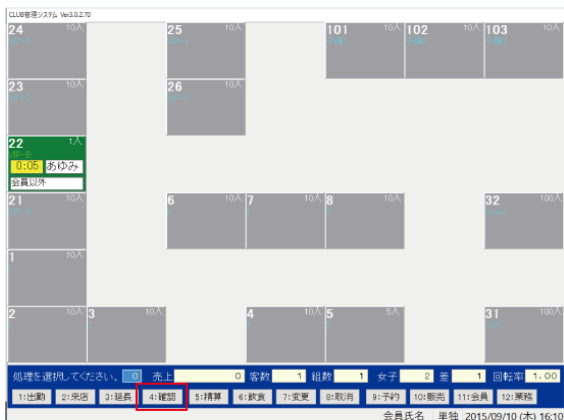 CLUB管理システム Ver3.0.2.70
24 10人
25 10人
101 10人
102 10人
103 10人
23 10人
26 10人
22 1人
VIP-B
0:05 あゆみ
会員以外
21 10人
6 10人
7 10人
8 10人
32 100人
1 10人
2 10人
3 10人
4 10人
5 5人
31 100人
処理を選択してください。 0 売上 0 客数 1 組数 1 女子 2 差 1 回転率 1.00
1:出勤 2:来店 3:延長 4:確認 5:精算 6:飲食 7:変更 8:取消 9:予約 10:販売 11:会員 12:業務
会員氏名 単独 2015/09/10 (木) 16:10